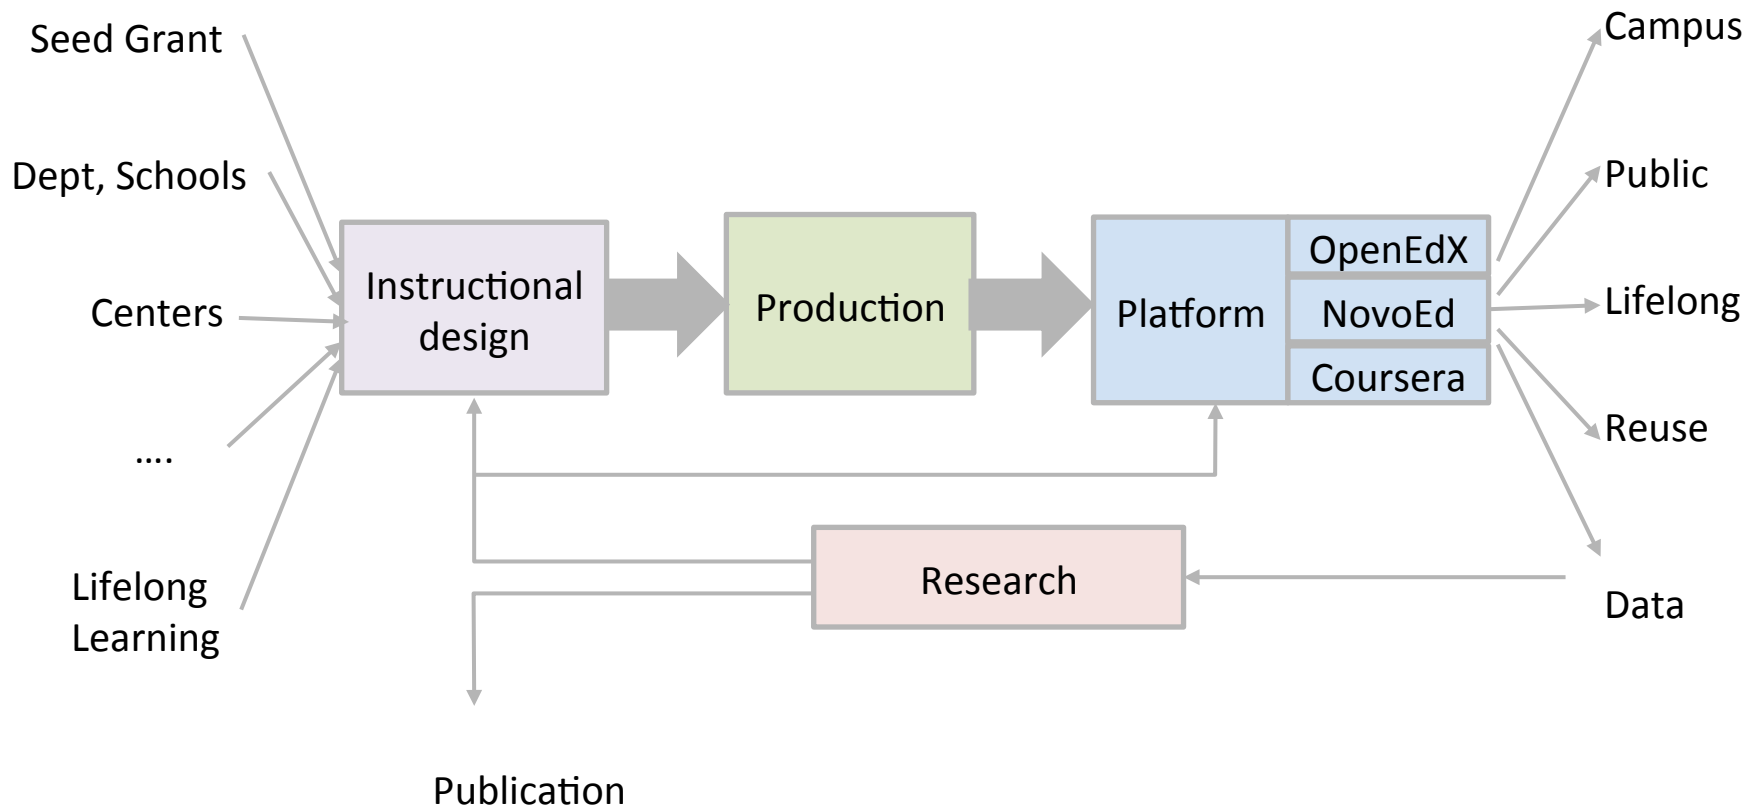 Seed Grant
Dept, Schools
Centers
....
Lifelong
Learning
Instructional
design
Production
Platform
OpenEdX
NovoEd
Coursera
Campus
Public
Lifelong
Reuse
Data
Research
Publication